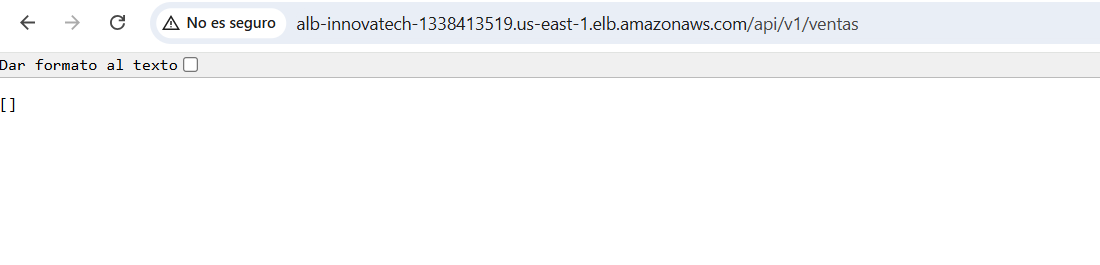 No es seguro alb-innovatech-1338413519.us-east-1.elb.amazonaws.com/api/v1/ventas
Dar formato al texto
[]